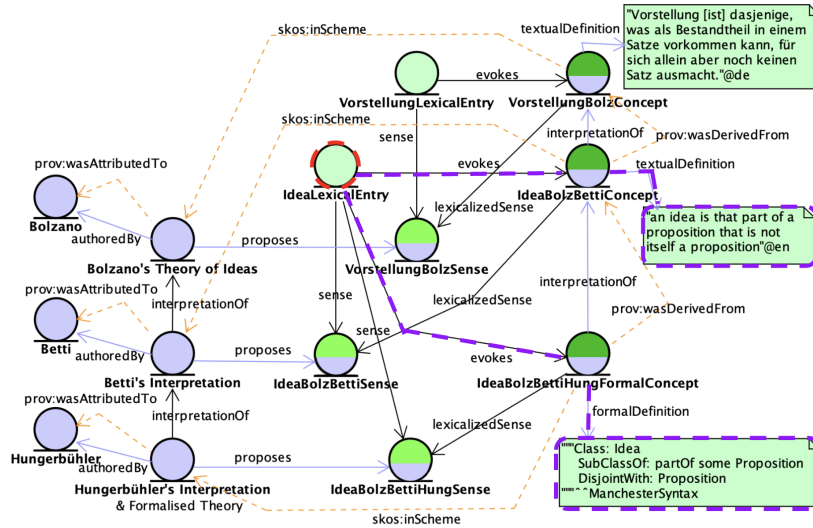 "Vorstellung [ist] dasjenige,
was als Bestandtheil in einem
Satze vorkommen kann, für
sich allein aber noch keinen
Satz ausmacht."@de
textualDefinition
skos:inScheme
evokes
VorstellungLexicalEntry
VorstellungBolzConcept
skos:inScheme
sense
interpretationOf
prov:wasDerivedFrom
prov:wasAttributedTo
evokes
textualDefinition
IdeaLexicalEntry
IdeaBolzBettiConcept
Bolzano
authoredBy
lexicalizedSense
"an idea is that part of a
proposition that is not
itself a proposition"@en
proposes
Bolzano's Theory of Ideas
VorstellungBolzSense
interpretationOf
prov:wasAttributedTo
interpretationOf
sense
lexicalizedSense
prov:wasDerivedFrom
sense
Betti
authoredBy
proposes
evokes
Betti's Interpretation
IdeaBolzBettiSense
IdeaBolzBettiHungFormalConcept
prov:wasAttributedTo
interpretationOf
formalDefinition
lexicalizedSense
Hungerbühler
authoredBy
proposes
"""Class: Idea
SubClassOf: partOf some Proposition
DisjointWith: Proposition
"""^^ManchesterSyntax
Hungerbühler's Interpretation
& Formalised Theory
IdeaBolzBettiHungSense
skos:inScheme